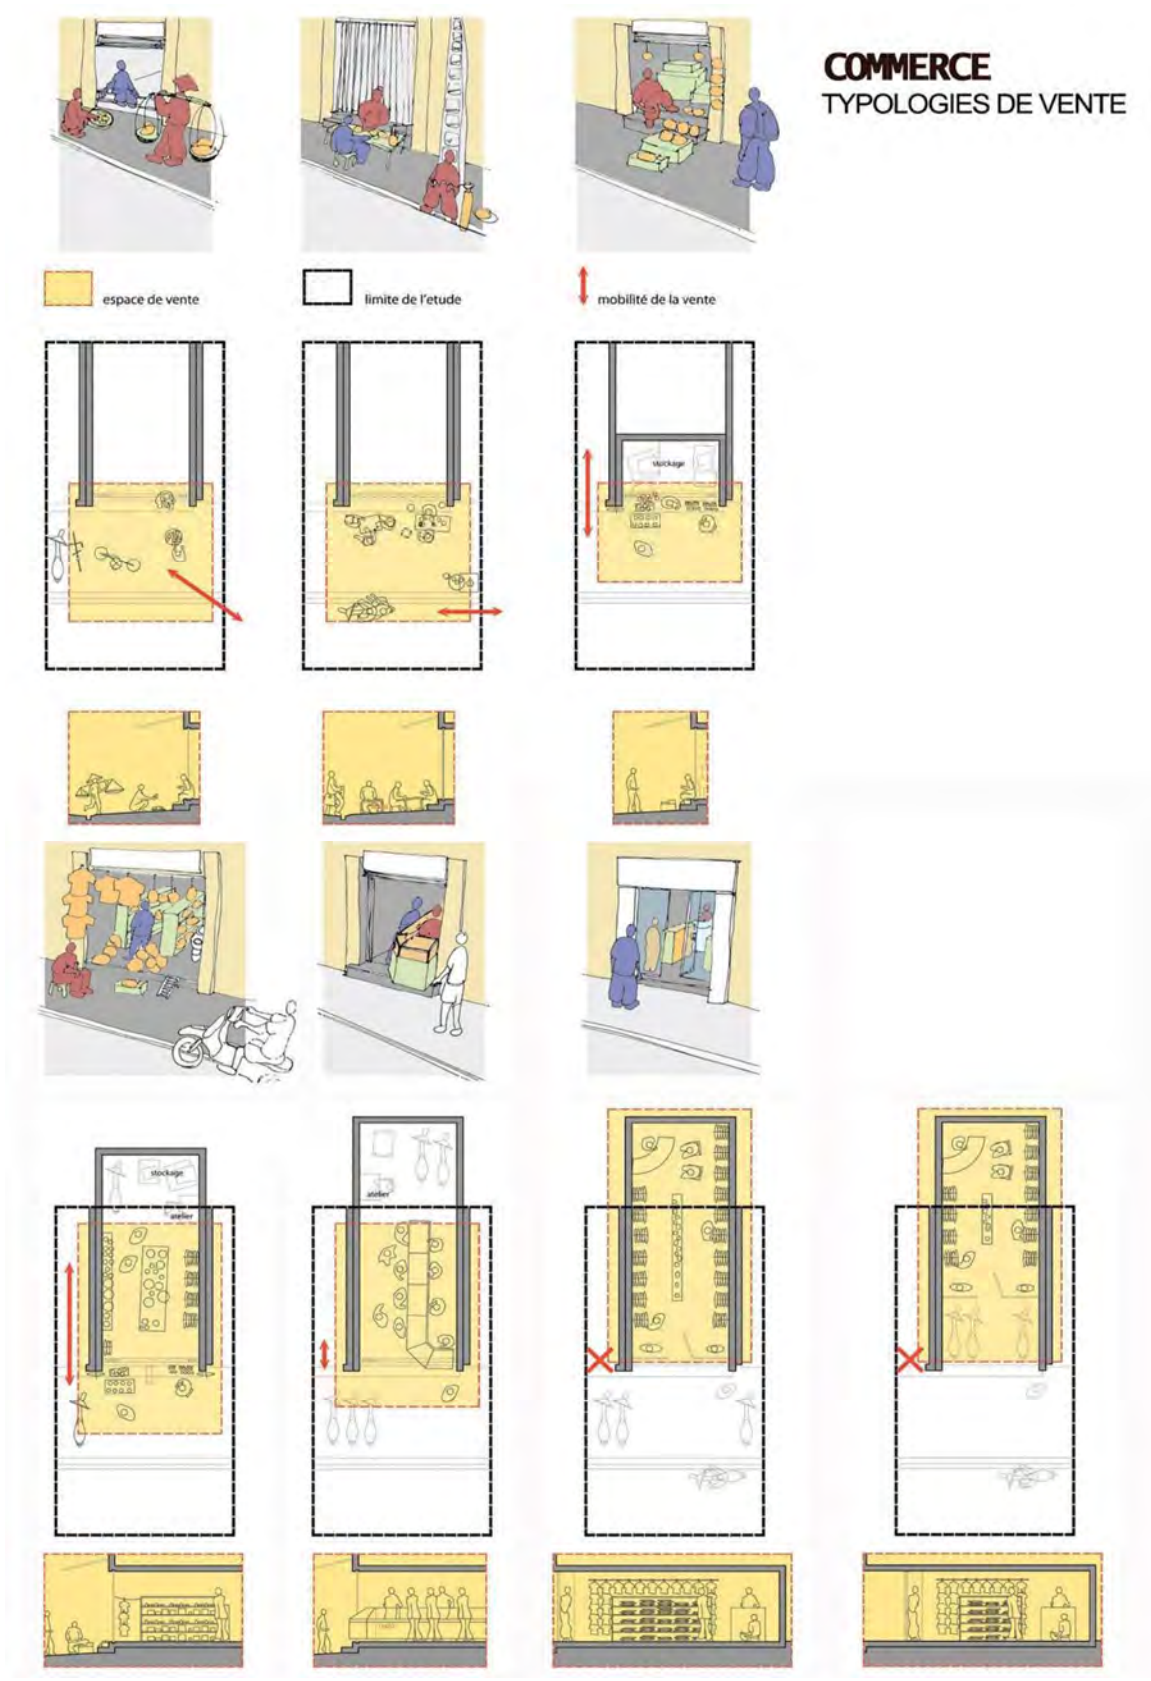 COMMERCE
TYPOLOGIES DE VENTE
espace de vente
limite de l'etude
mobilité de la vente
stockage
stockage
atelier
atelier